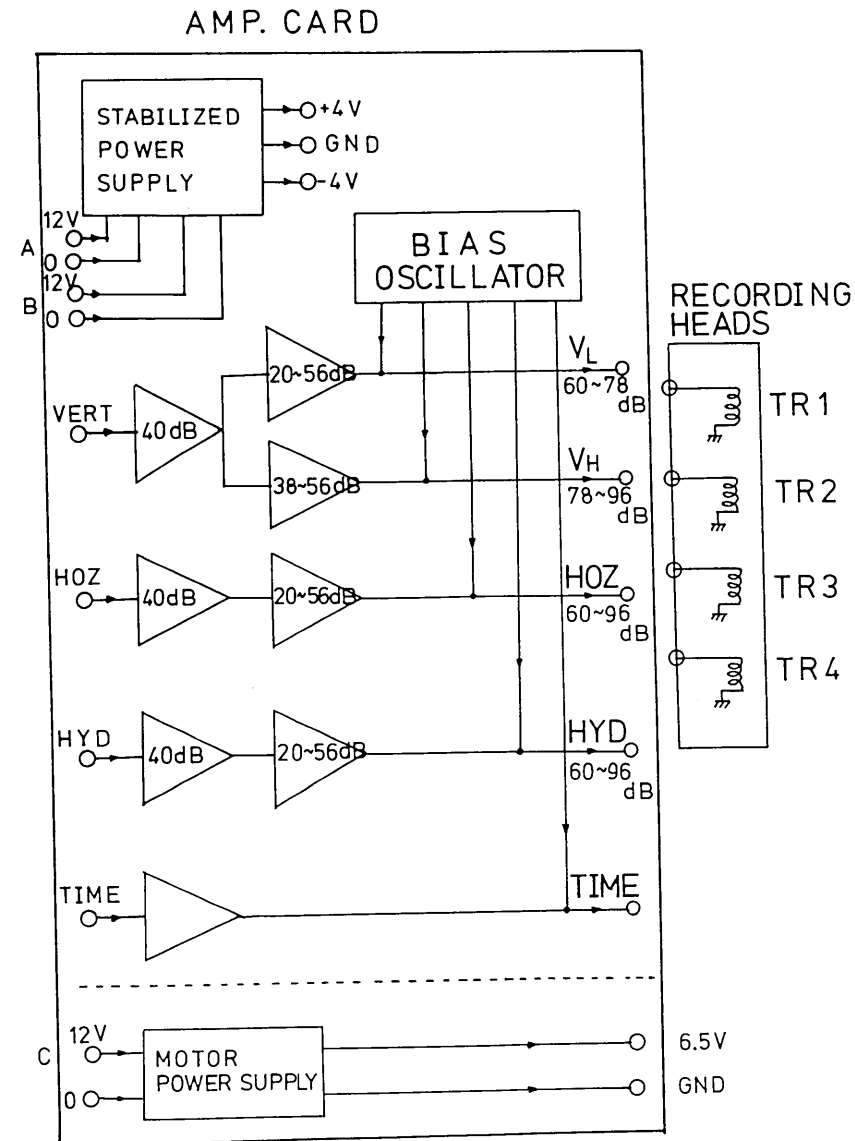 AMP. CARD
STABILIZED
POWER
SUPPLY
+4V
GND
-4V
12V
A
0
12V
B
0
BIAS
OSCILLATOR
RECORDING
HEADS
VL
60~78
dB
20~56dB
VERT
40dB
38~56dB
VH
78~96
dB
TR1
TR2
HOZ
40dB
20~56dB
HOZ
60~96
dB
TR3
TR4
HYD
40dB
20~56dB
HYD
60~96
dB
TIME
TIME
12V
C
0
MOTOR
POWER SUPPLY
6.5V
GND